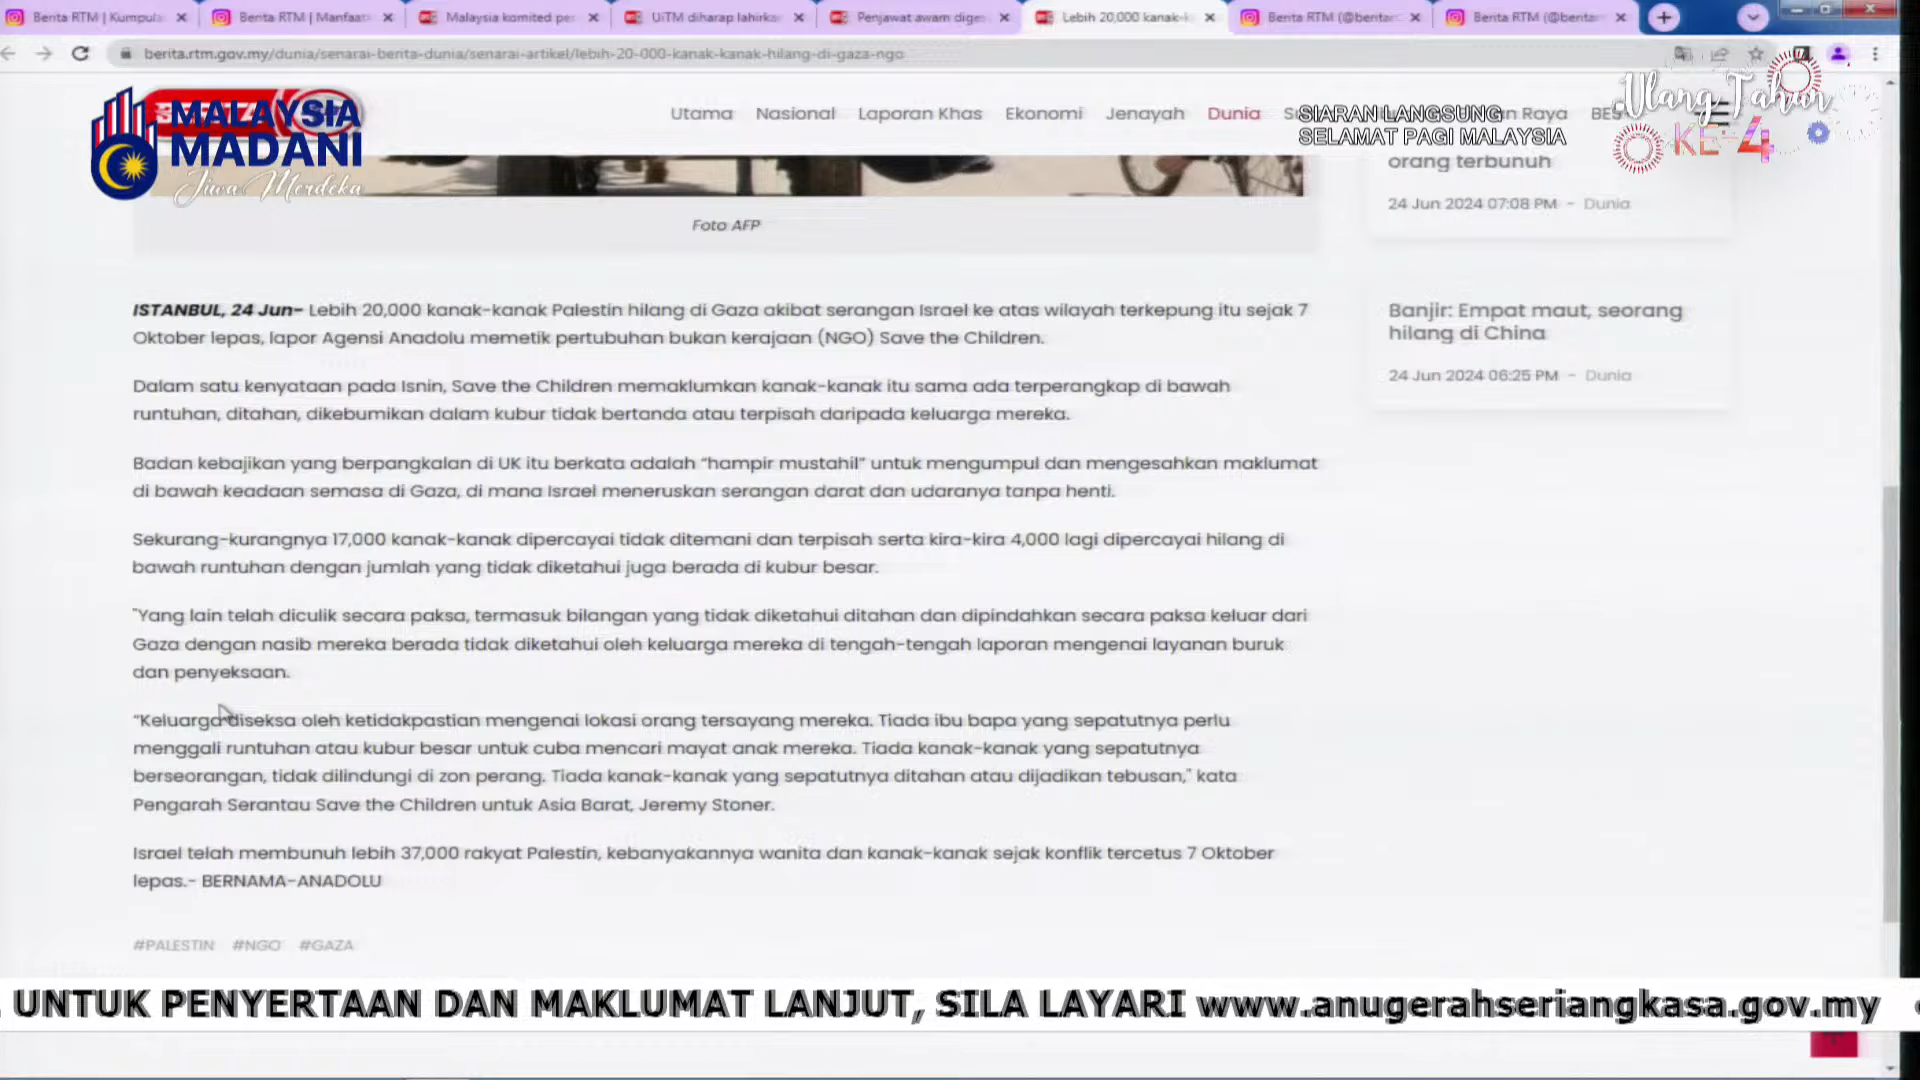 Berita RTM | Kumpula
Berita RTM | Manfaat
Malaysia komited pe
UiTM diharap lahirka
Penjawat awam diges
Lebih 20,000 kanak-k
Berita RTM (@berita
Berita RTM (@berita
berita.rtm.gov.my/dunia/senarai-berita-dunia/senarai-artikel/lebih-20-000-kanak-kanak-hilang-di-gaza-ngo
MALAYSIA
MADANI
Jiwa Merdeka
Utama Nasional Laporan Khas Ekonomi Jenayah Dunia Raya
SIARAN LANGSUNG
SELAMAT PAGI MALAYSIA
Ulang Tahun
KE-4
orang terbunuh
24 Jun 2024 07:08 PM - Dunia
Foto AFP
Banjir: Empat maut, seorang
hilang di China
24 Jun 2024 06:25 PM - Dunia
ISTANBUL, 24 Jun- Lebih 20,000 kanak-kanak Palestin hilang di Gaza akibat serangan Israel ke atas wilayah terkepung itu sejak 7
Oktober lepas, lapor Agensi Anadolu memetik pertubuhan bukan kerajaan (NGO) Save the Children.
Dalam satu kenyataan pada Isnin, Save the Children memaklumkan kanak-kanak itu sama ada terperangkap di bawah
runtuhan, ditahan, dikebumikan dalam kubur tidak bertanda atau terpisah daripada keluarga mereka.
Badan kebajikan yang berpangkalan di UK itu berkata adalah “hampir mustahil” untuk mengumpul dan mengesahkan maklumat
di bawah keadaan semasa di Gaza, di mana Israel meneruskan serangan darat dan udaranya tanpa henti.
Sekurang-kurangnya 17,000 kanak-kanak dipercayai tidak ditemani dan terpisah serta kira-kira 4,000 lagi dipercayai hilang di
bawah runtuhan dengan jumlah yang tidak diketahui juga berada di kubur besar.
"Yang lain telah diculik secara paksa, termasuk bilangan yang tidak diketahui ditahan dan dipindahkan secara paksa keluar dari
Gaza dengan nasib mereka berada tidak diketahui oleh keluarga mereka di tengah-tengah laporan mengenai layanan buruk
dan penyeksaan.
“Keluarga diseksa oleh ketidakpastian mengenai lokasi orang tersayang mereka. Tiada ibu bapa yang sepatutnya perlu
menggali runtuhan atau kubur besar untuk cuba mencari mayat anak mereka. Tiada kanak-kanak yang sepatutnya
berseorangan, tidak dilindungi di zon perang. Tiada kanak-kanak yang sepatutnya ditahan atau dijadikan tebusan," kata
Pengarah Serantau Save the Children untuk Asia Barat, Jeremy Stoner.
Israel telah membunuh lebih 37,000 rakyat Palestin, kebanyakannya wanita dan kanak-kanak sejak konflik tercetus 7 Oktober
lepas.- BERNAMA-ANADOLU
#PALESTIN #NGO #GAZA
UNTUK PENYERTAAN DAN MAKLUMAT LANJUT, SILA LAYARI www.anugerahseriangkasa.gov.my